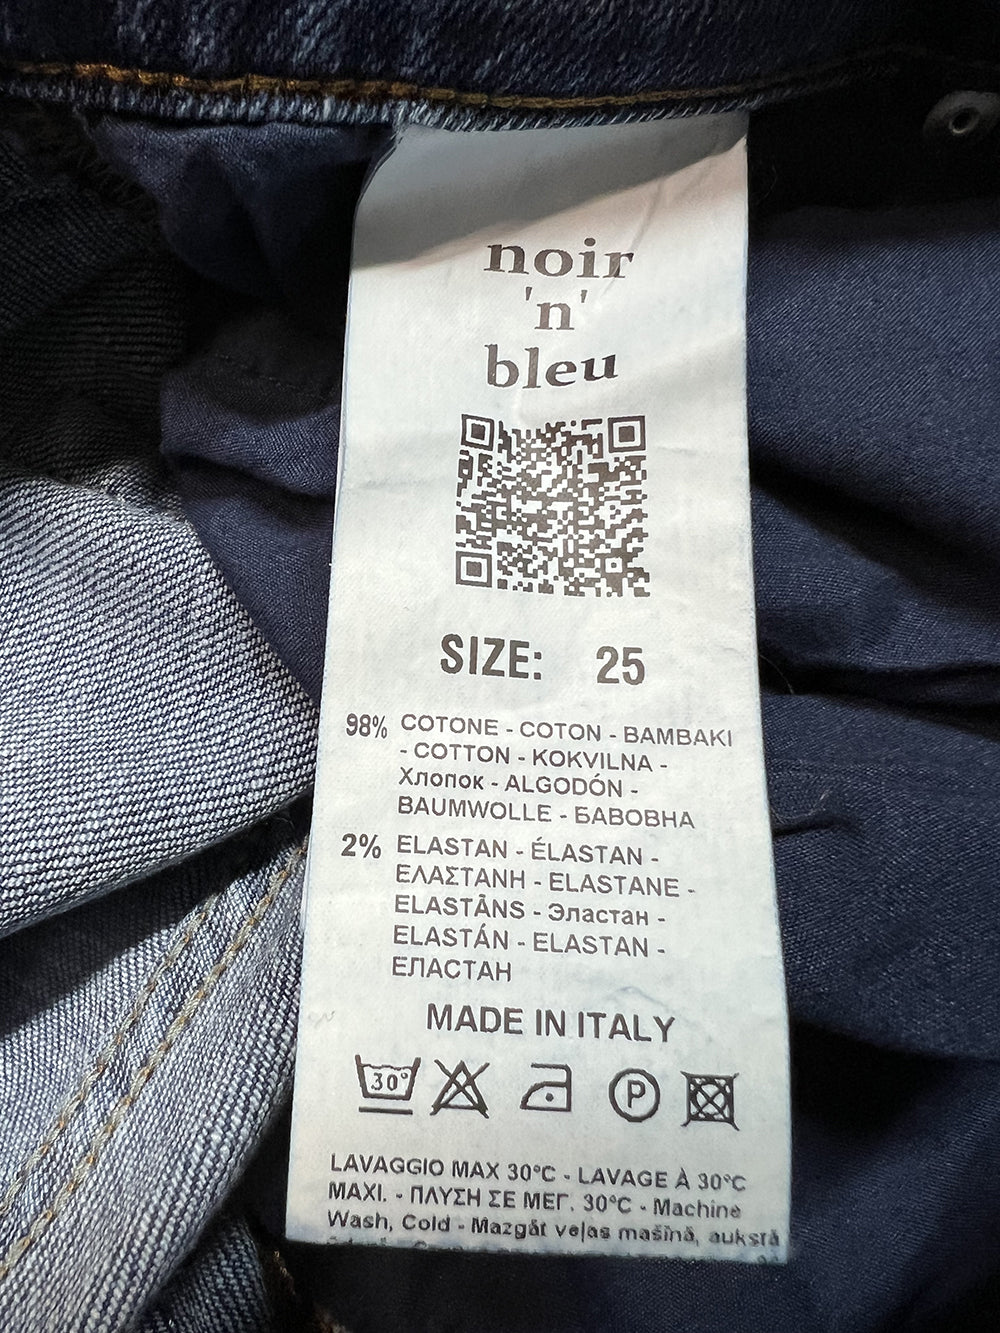 noir
'n'
bleu
SIZE: 25
98% COTONE - COTON - BAMBAKI
- COTTON - KOKVILNA -
Хлопок - ALGODÓN -
BAUMWOLLE - БАВОВНА
2% ELASTAN - ÉLASTAN -
ΕΛΑΣΤΑΝΗ - ELASTANE -
ELASTĀNS - Эластан -
ELASTÁN - ELASTAN -
ЕЛАСТАН
MADE IN ITALY
30° P
LAVAGGIO MAX 30°C - LAVAGE À 30°C
MAXI. - ΠΛΥΣΗ ΣΕ ΜΕΓ. 30°C - Machine
Wash, Cold - Mazgāt veļas mašīnā, aukstā